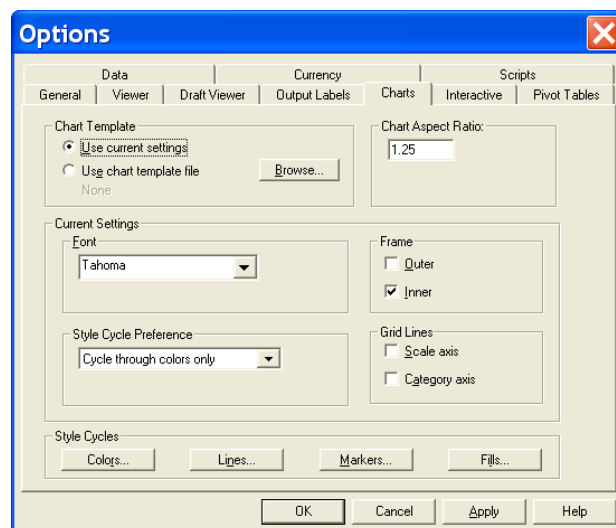 Options
Data Currency Scripts
General Viewer Draft Viewer Output Labels Charts Interactive Pivot Tables
Chart Template
Use current settings
Use chart template file
None
Browse...
Chart Aspect Ratio:
1.25
Current Settings
Font
Tahoma
Frame
Outer
Inner
Style Cycle Preference
Cycle through colors only
Grid Lines
Scale axis
Category axis
Style Cycles
Colors... Lines... Markers... Fills...
OK Cancel Apply Help